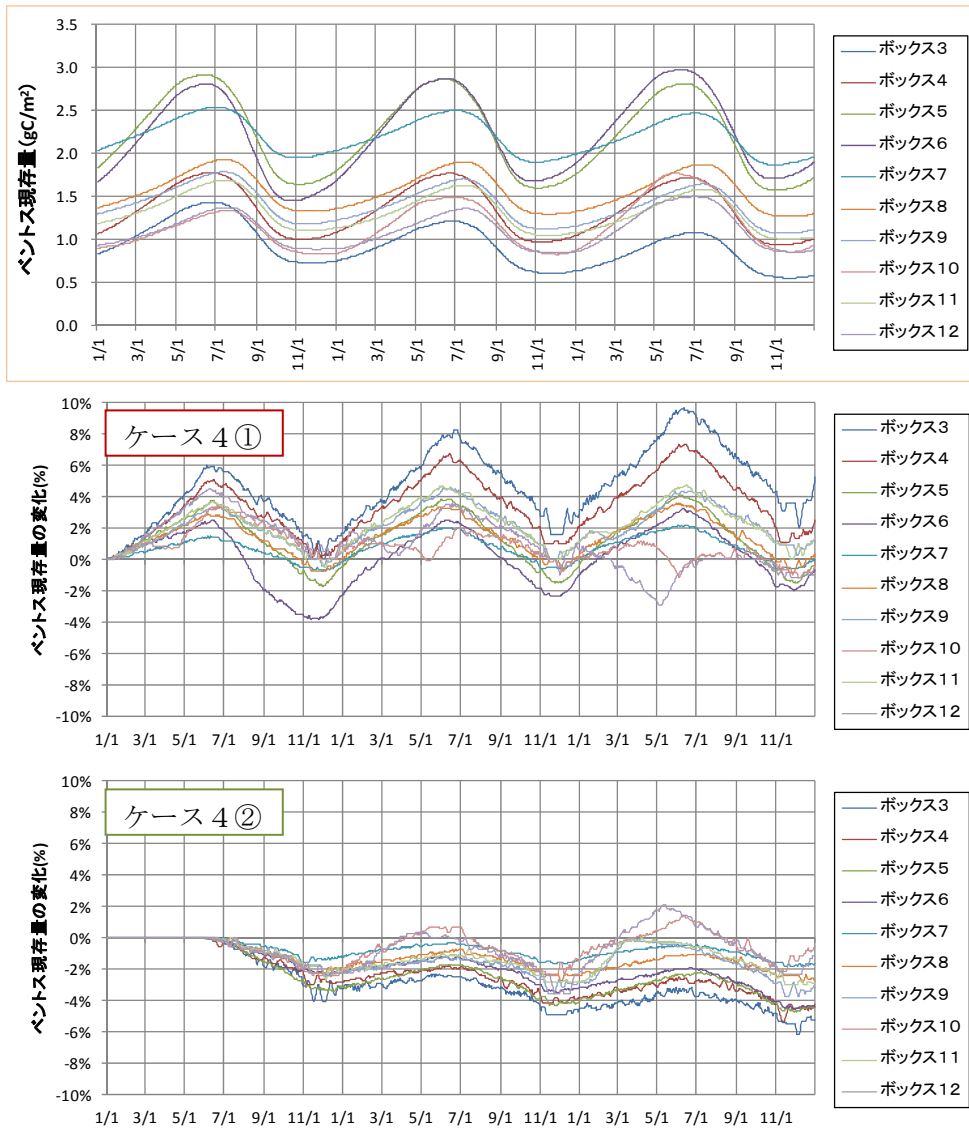 ベントス現存量(gC/m²)
3.5
3.0
2.5
2.0
1.5
1.0
0.5
0.0
1/1 3/1 5/1 7/1 9/1 11/1 1/1 3/1 5/1 7/1 9/1 11/1 1/1 3/1 5/1 7/1 9/1 11/1
ボックス3
ボックス4
ボックス5
ボックス6
ボックス7
ボックス8
ボックス9
ボックス10
ボックス11
ボックス12
ケース4①
ベントス現存量の変化(%)
10%
8%
6%
4%
2%
0%
-2%
-4%
-6%
-8%
-10%
1/1 3/1 5/1 7/1 9/1 11/1 1/1 3/1 5/1 7/1 9/1 11/1 1/1 3/1 5/1 7/1 9/1 11/1
ボックス3
ボックス4
ボックス5
ボックス6
ボックス7
ボックス8
ボックス9
ボックス10
ボックス11
ボックス12
ケース4②
ベントス現存量の変化(%)
10%
8%
6%
4%
2%
0%
-2%
-4%
-6%
-8%
-10%
1/1 3/1 5/1 7/1 9/1 11/1 1/1 3/1 5/1 7/1 9/1 11/1 1/1 3/1 5/1 7/1 9/1 11/1
ボックス3
ボックス4
ボックス5
ボックス6
ボックス7
ボックス8
ボックス9
ボックス10
ボックス11
ボックス12